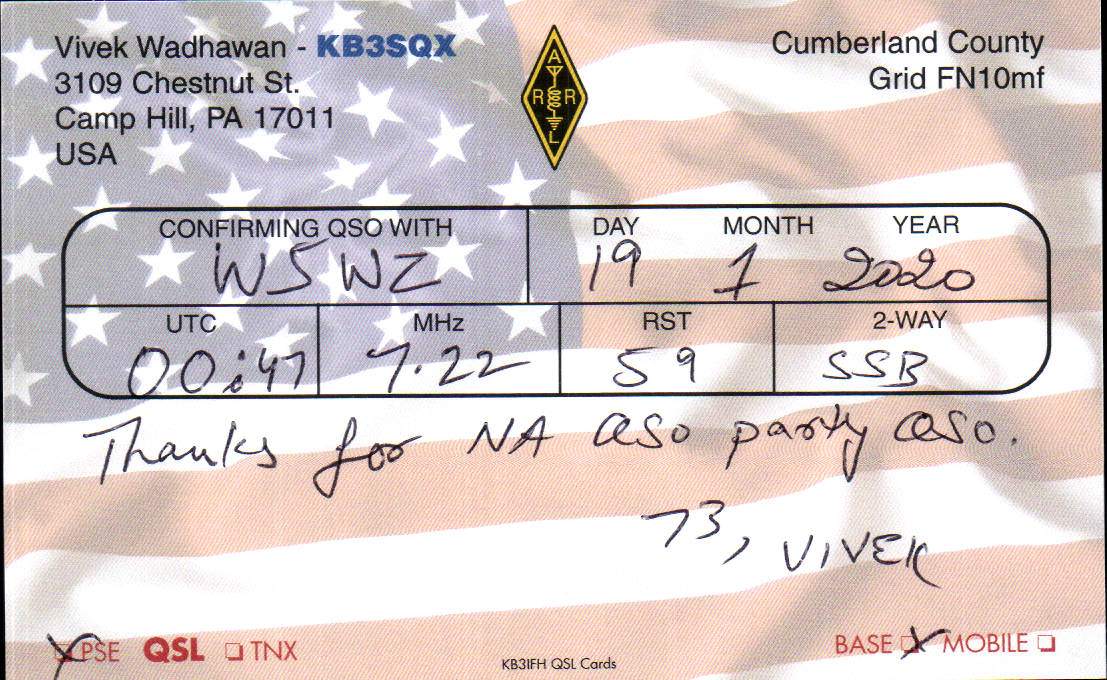 Vivek Wadhawan - KB3SQX
3109 Chestnut St.
Camp Hill, PA 17011
USA
A
R R
L
Cumberland County
Grid FN10mf
CONFIRMING QSO WITH DAY MONTH YEAR
W5WZ 19 1 2020
UTC MHz RST 2-WAY
00:47 7.22 59 SSB
Thanks for NA QSO party QSO.
73, VIVEK
PSE QSL TNX BASE MOBILE
KB3IFH QSL Cards